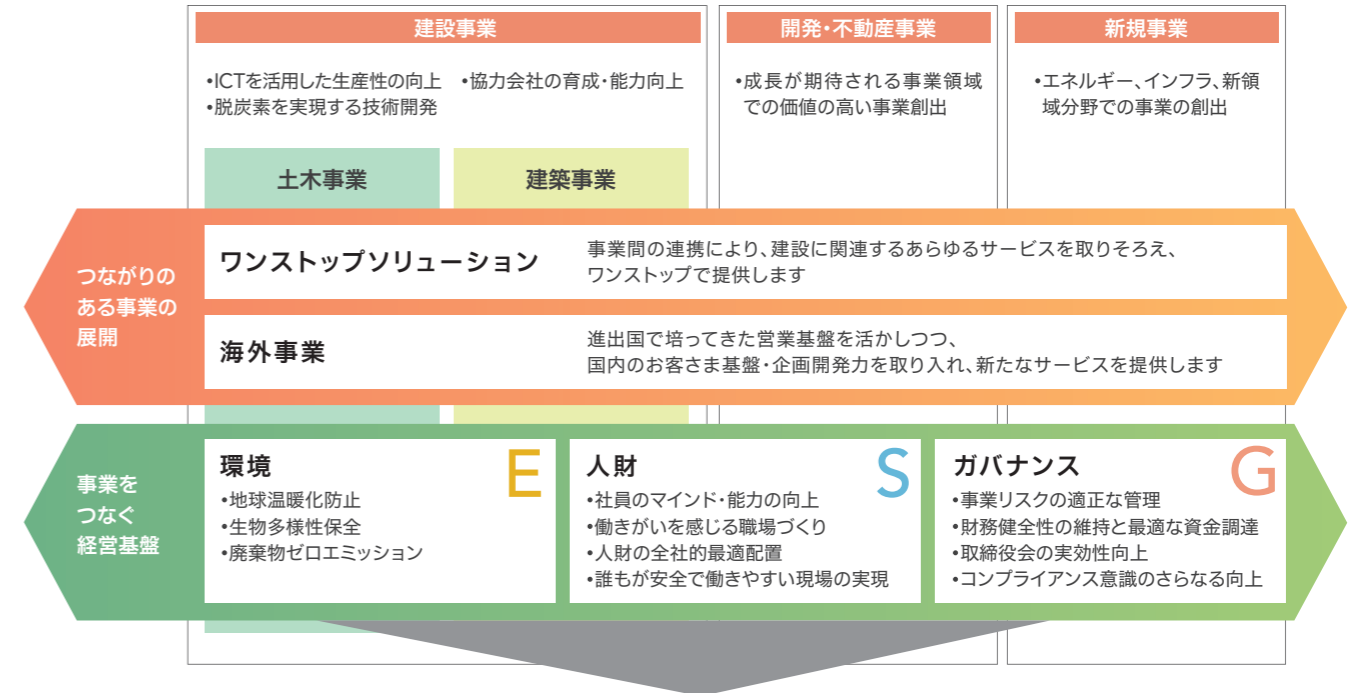 建設事業
•ICTを活用した生産性の向上
•脱炭素を実現する技術開発
•協力会社の育成・能力向上
土木事業
建築事業
開発・不動産事業
•成長が期待される事業領域
での価値の高い事業創出
新規事業
•エネルギー、インフラ、新領
域分野での事業の創出
つながりの
ある事業の
展開
ワンストップソリューション
事業間の連携により、建設に関連するあらゆるサービスを取りそろえ、
ワンストップで提供します
海外事業
進出国で培ってきた営業基盤を活かしつつ、
国内のお客さま基盤・企画開発力を取り入れ、新たなサービスを提供します
事業を
つなぐ
経営基盤
環境
E
•地球温暖化防止
•生物多様性保全
•廃棄物ゼロエミッション
人財
S
•社員のマインド・能力の向上
•働きがいを感じる職場づくり
•人財の全社的最適配置
•誰もが安全で働きやすい現場の実現
ガバナンス
G
•事業リスクの適正な管理
•財務健全性の維持と最適な資金調達
•取締役会の実効性向上
•コンプライアンス意識のさらなる向上